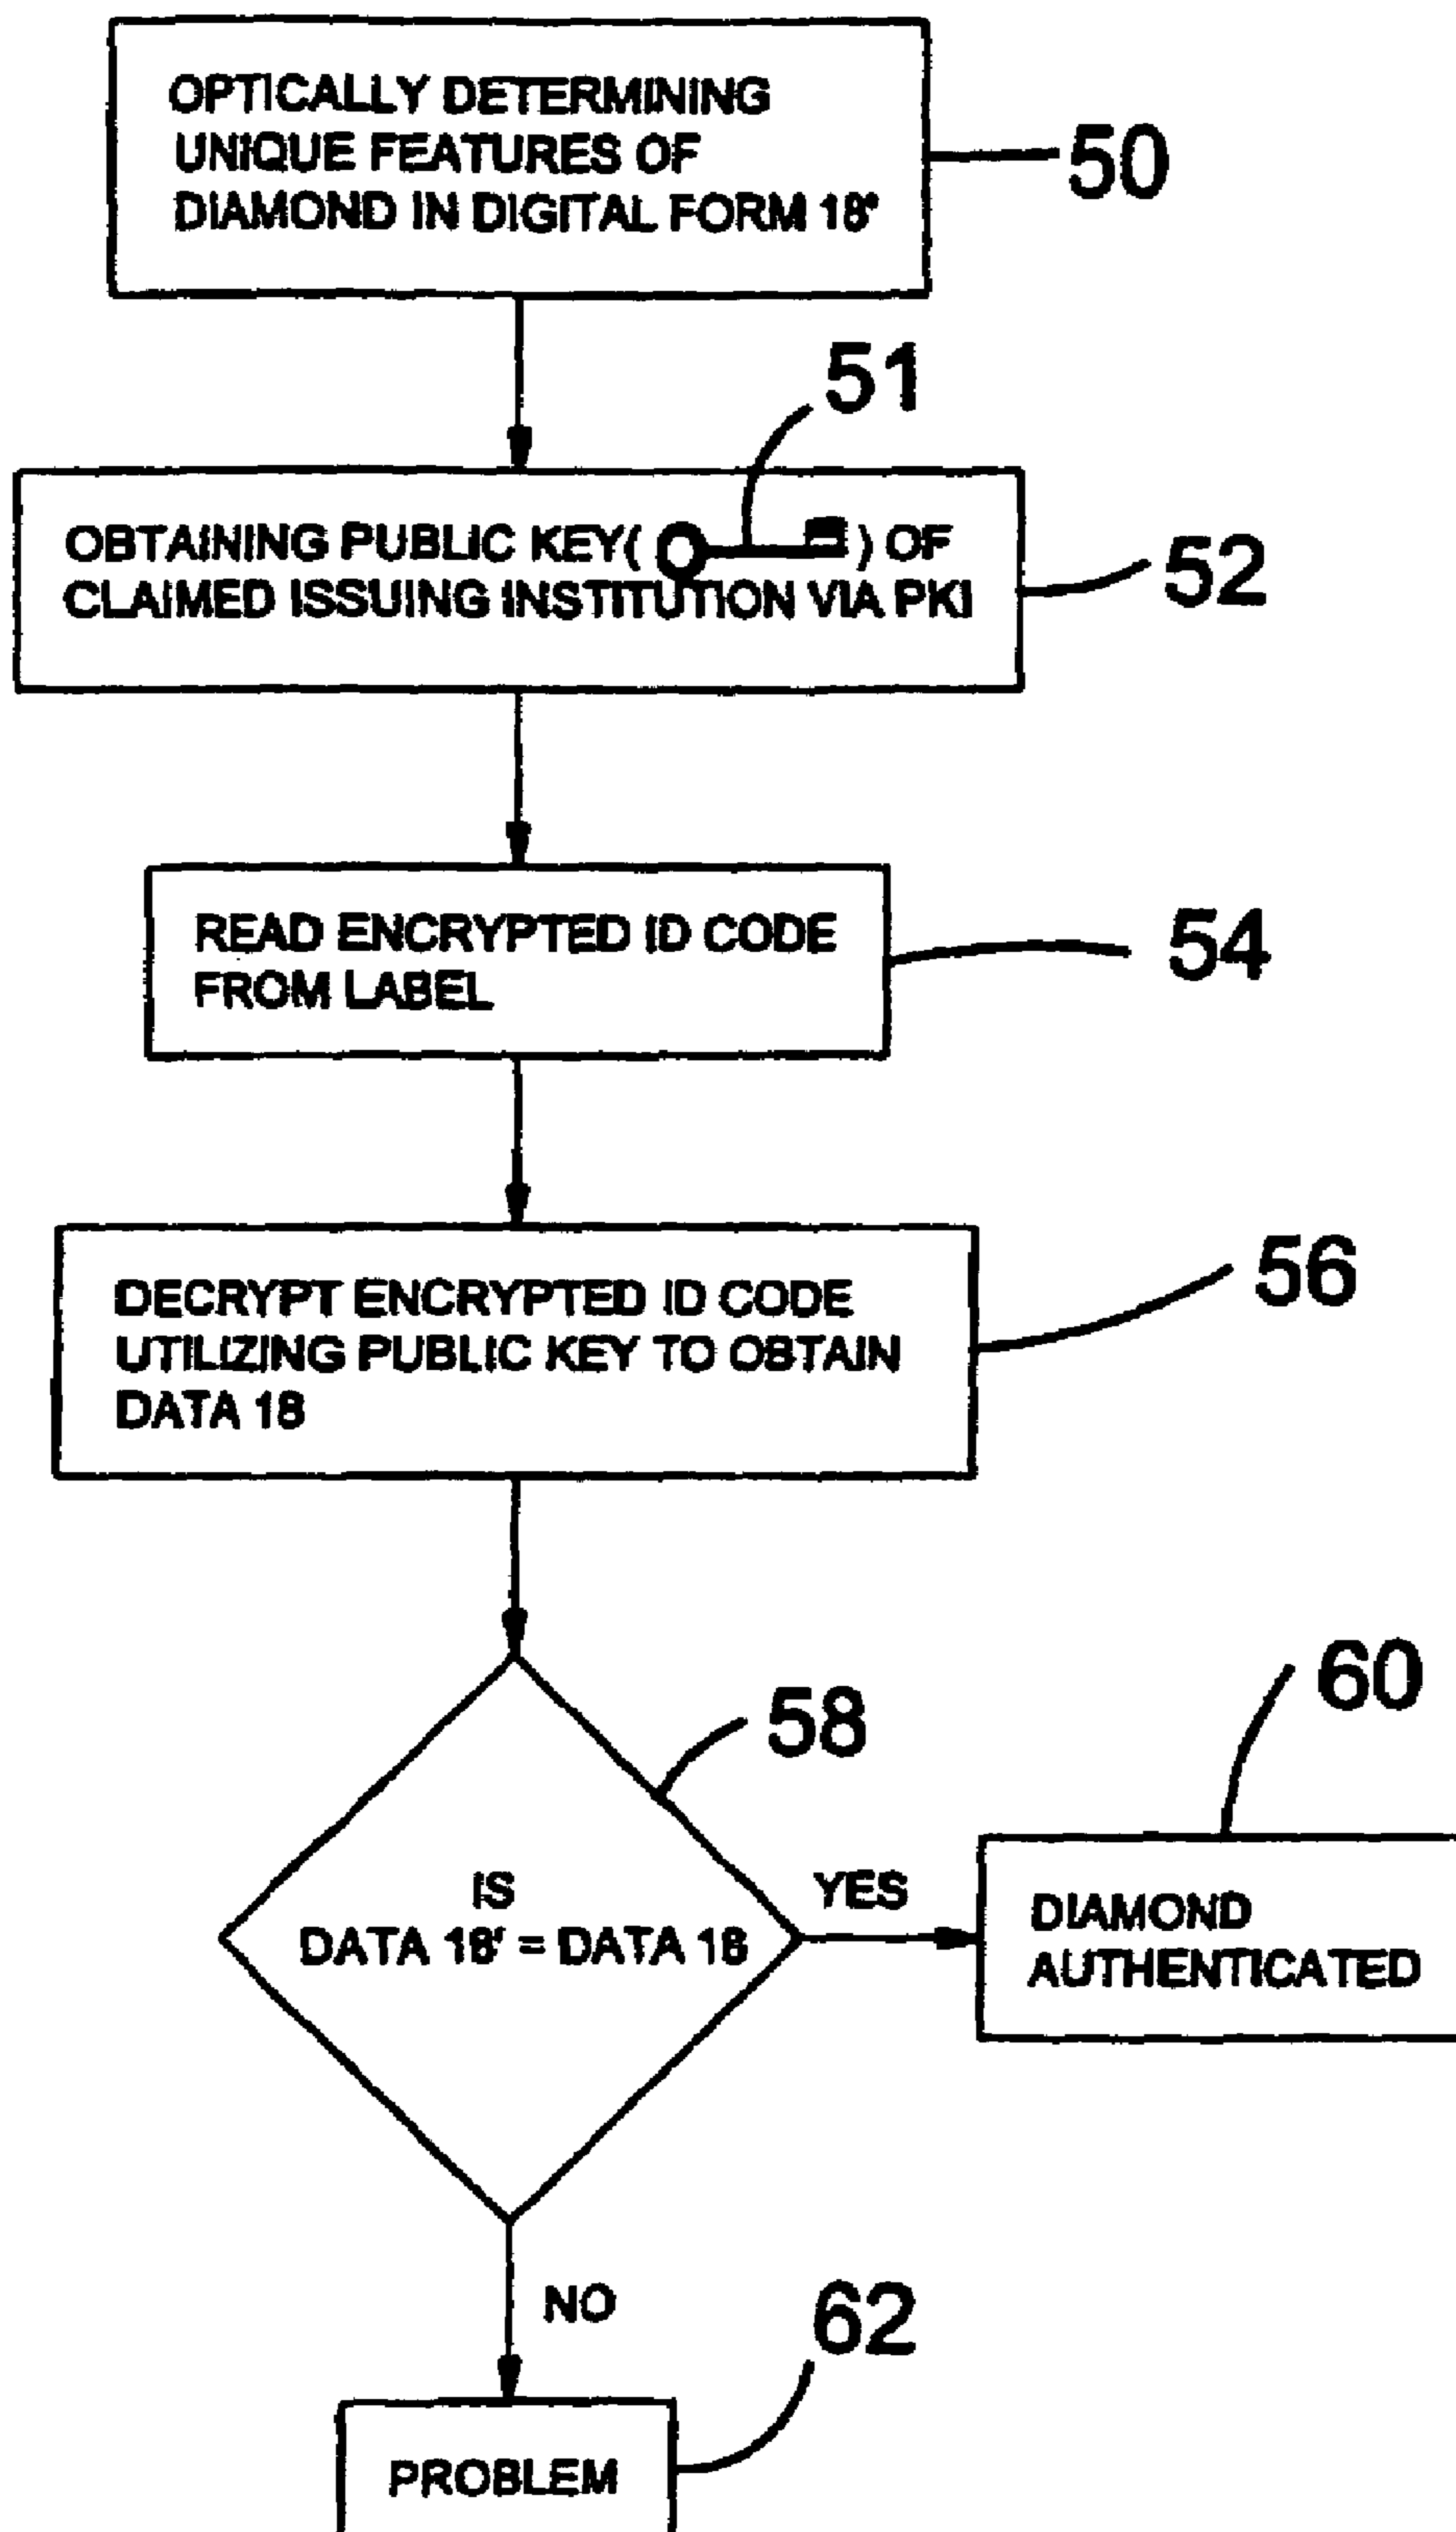 OPTICALLY DETERMINING
UNIQUE FEATURES OF
DIAMOND IN DIGITAL FORM 18'
50
51
OBTAINING PUBLIC KEY( ) OF
CLAIMED ISSUING INSTITUTION VIA PKI
52
READ ENCRYPTED ID CODE
FROM LABEL
54
DECRYPT ENCRYPTED ID CODE
UTILIZING PUBLIC KEY TO OBTAIN
DATA 18
56
58
60
IS
DATA 18' = DATA 18
YES
DIAMOND
AUTHENTICATED
NO
62
PROBLEM